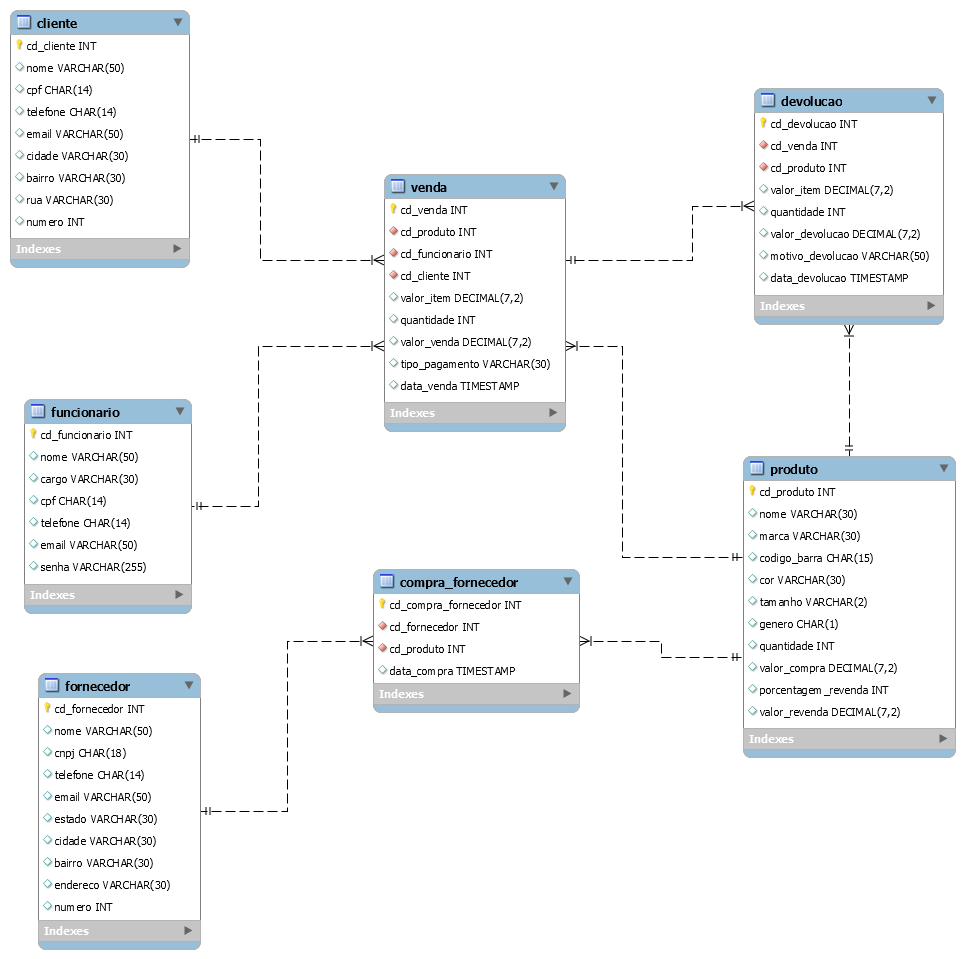 cliente
cd_cliente INT
nome VARCHAR(50)
cpf CHAR(14)
telefone CHAR(14)
email VARCHAR(50)
cidade VARCHAR(30)
bairro VARCHAR(30)
rua VARCHAR(30)
numero INT
Indexes
devolucao
cd_devolucao INT
cd_venda INT
cd_produto INT
valor_item DECIMAL(7,2)
quantidade INT
valor_devolucao DECIMAL(7,2)
motivo_devolucao VARCHAR(50)
data_devolucao TIMESTAMP
Indexes
venda
cd_venda INT
cd_produto INT
cd_funcionario INT
cd_cliente INT
valor_item DECIMAL(7,2)
quantidade INT
valor_venda DECIMAL(7,2)
tipo_pagamento VARCHAR(30)
data_venda TIMESTAMP
Indexes
funcionario
cd_funcionario INT
nome VARCHAR(50)
cargo VARCHAR(30)
cpf CHAR(14)
telefone CHAR(14)
email VARCHAR(50)
senha VARCHAR(255)
Indexes
produto
cd_produto INT
nome VARCHAR(30)
marca VARCHAR(30)
codigo_barra CHAR(15)
cor VARCHAR(30)
tamanho VARCHAR(2)
genero CHAR(1)
quantidade INT
valor_compra DECIMAL(7,2)
porcentagem_revenda INT
valor_revenda DECIMAL(7,2)
Indexes
compra_fornecedor
cd_compra_fornecedor INT
cd_fornecedor INT
cd_produto INT
data_compra TIMESTAMP
Indexes
fornecedor
cd_fornecedor INT
nome VARCHAR(50)
cnpj CHAR(18)
telefone CHAR(14)
email VARCHAR(50)
estado VARCHAR(30)
cidade VARCHAR(30)
bairro VARCHAR(30)
endereco VARCHAR(30)
numero INT
Indexes